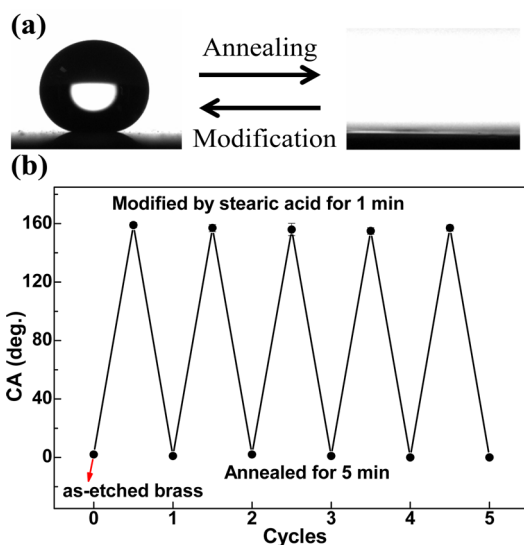 (a)
Annealing
Modification
(b)
Modified by stearic acid for 1 min
160
120
80
40
0
CA (deg.)
Annealed for 5 min
as-etched brass
0 1 2 3 4 5
Cycles